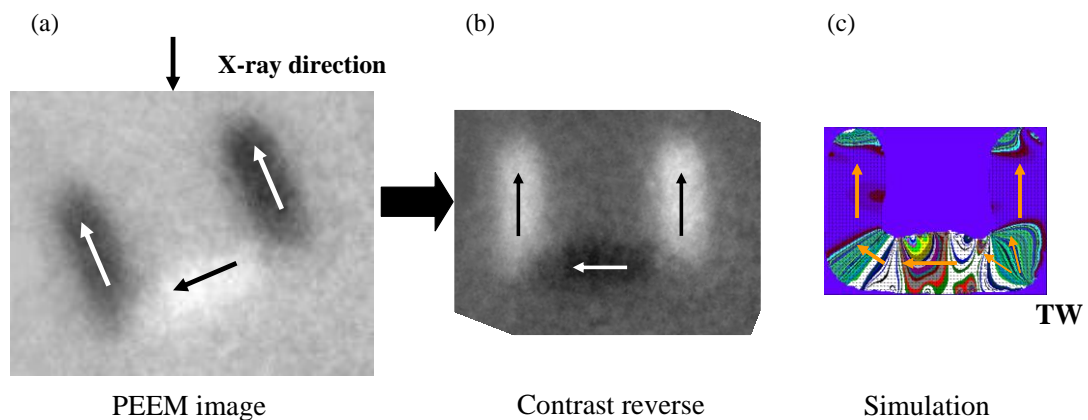 (a)
(b)
(c)
X-ray direction
TW
PEEM image
Contrast reverse
Simulation